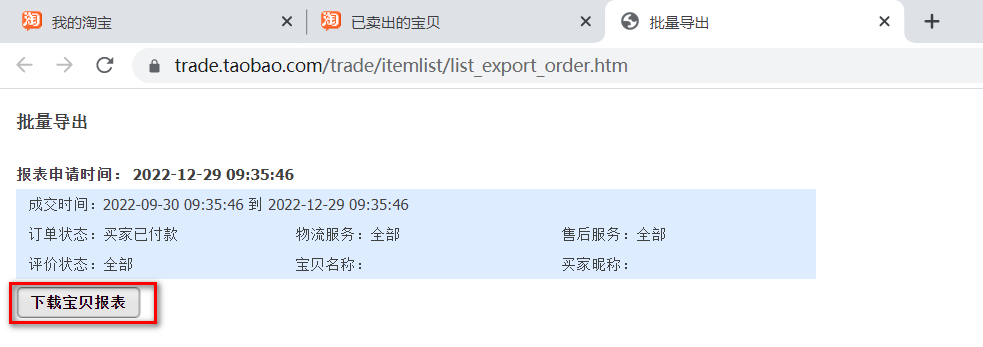 淘 我的淘宝 淘 已卖出的宝贝 批量导出
trade.taobao.com/trade/itemlist/list_export_order.htm
批量导出
报表申请时间： 2022-12-29 09:35:46
成交时间：2022-09-30 09:35:46 到 2022-12-29 09:35:46
订单状态：买家已付款 物流服务：全部 售后服务：全部
评价状态：全部 宝贝名称： 买家昵称：
下载宝贝报表